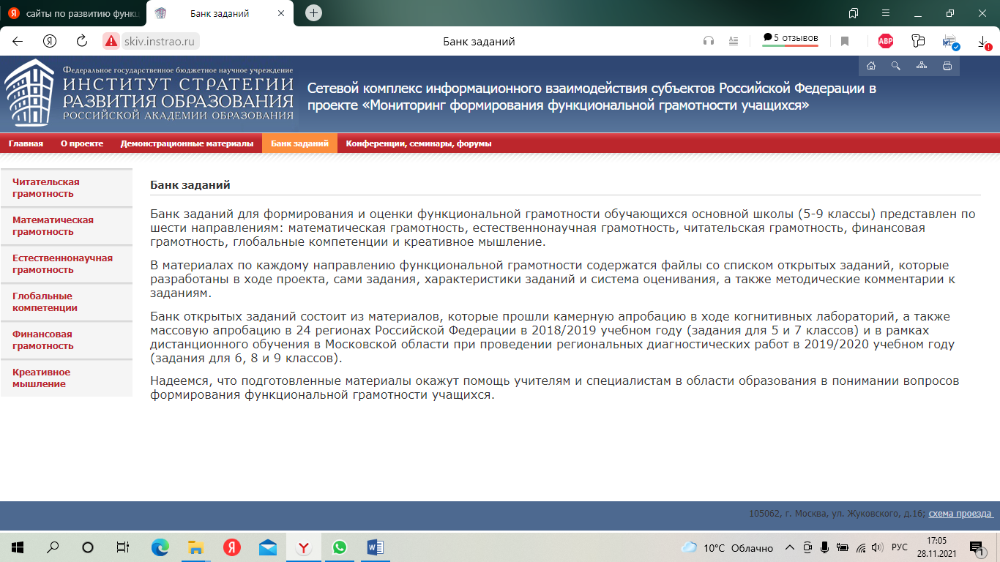 сайты по развитию функц
Банк заданий
skiv.instrao.ru
Банк заданий
5 отзывов
ABP
Федеральное государственное бюджетное научное учреждение
ИНСТИТУТ СТРАТЕГИИ
РАЗВИТИЯ ОБРАЗОВАНИЯ
РОССИЙСКОЙ АКАДЕМИИ ОБРАЗОВАНИЯ
Сетевой комплекс информационного взаимодействия субъектов Российской Федерации в
проекте «Мониторинг формирования функциональной грамотности учащихся»
Главная О проекте Демонстрационные материалы Банк заданий Конференции, семинары, форумы
Читательская
грамотность
Математическая
грамотность
Естественнонаучная
грамотность
Глобальные
компетенции
Финансовая
грамотность
Креативное
мышление
Банк заданий
Банк заданий для формирования и оценки функциональной грамотности обучающихся основной школы (5-9 классы) представлен по
шести направлениям: математическая грамотность, естественнонаучная грамотность, читательская грамотность, финансовая
грамотность, глобальные компетенции и креативное мышление.
В материалах по каждому направлению функциональной грамотности содержатся файлы со списком открытых заданий, которые
разработаны в ходе проекта, сами задания, характеристики заданий и система оценивания, а также методические комментарии к
заданиям.
Банк открытых заданий состоит из материалов, которые прошли камерную апробацию в ходе когнитивных лабораторий, а также
массовую апробацию в 24 регионах Российской Федерации в 2018/2019 учебном году (задания для 5 и 7 классов) и в рамках
дистанционного обучения в Московской области при проведении региональных диагностических работ в 2019/2020 учебном году
(задания для 6, 8 и 9 классов).
Надеемся, что подготовленные материалы окажут помощь учителям и специалистам в области образования в понимании вопросов
формирования функциональной грамотности учащихся.
105062, г. Москва, ул. Жуковского, д.16; схема проезда
10°C Облачно
РУС
17:05
28.11.2021
1